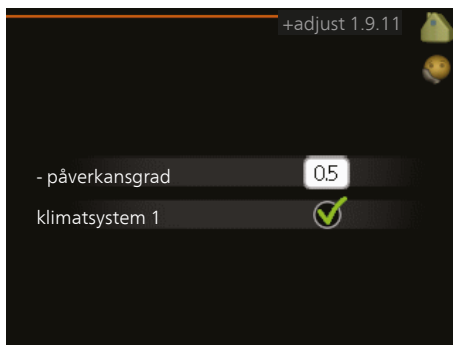 +adjust 1.9.11
- påverkansgrad 0.5
klimatsystem 1